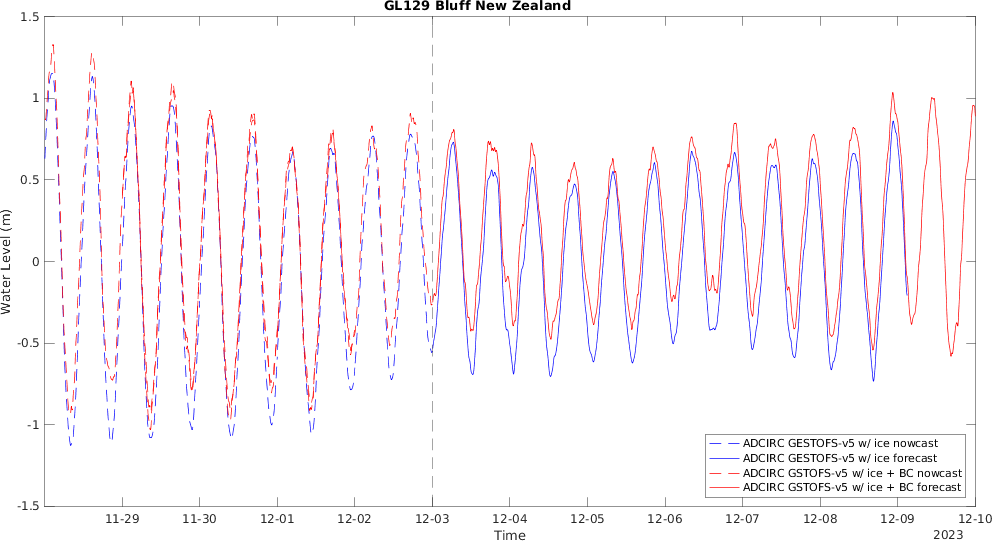 GL129 Bluff New Zealand
1.5
1
0.5
0
-0.5
-1
-1.5
Water Level (m)
11-29
11-30
12-01
12-02
12-03
12-04
12-05
12-06
12-07
12-08
12-09
12-10
Time
2023
ADCIRC GESTOFS-v5 w/ ice nowcast
ADCIRC GESTOFS-v5 w/ ice forecast
ADCIRC GSTOFS-v5 w/ ice + BC nowcast
ADCIRC GSTOFS-v5 w/ ice + BC forecast